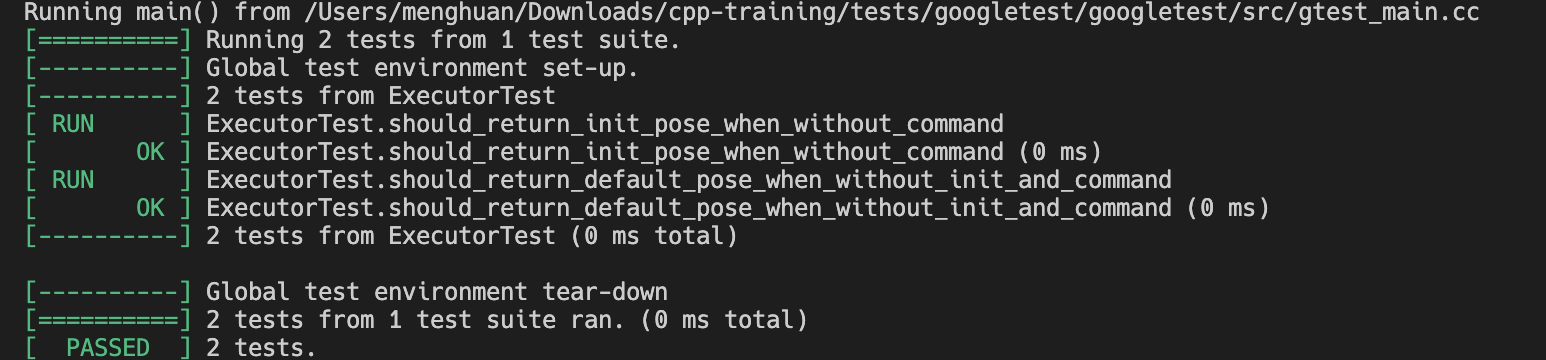 Running main() from /Users/menghuan/Downloads/cpp-training/tests/googletest/googletest/src/gtest_main.cc
[==========] Running 2 tests from 1 test suite.
[----------] Global test environment set-up.
[----------] 2 tests from ExecutorTest
[ RUN      ] ExecutorTest.should_return_init_pose_when_without_command
[       OK ] ExecutorTest.should_return_init_pose_when_without_command (0 ms)
[ RUN      ] ExecutorTest.should_return_default_pose_when_without_init_and_command
[       OK ] ExecutorTest.should_return_default_pose_when_without_init_and_command (0 ms)
[----------] 2 tests from ExecutorTest (0 ms total)

[----------] Global test environment tear-down
[==========] 2 tests from 1 test suite ran. (0 ms total)
[  PASSED  ] 2 tests.